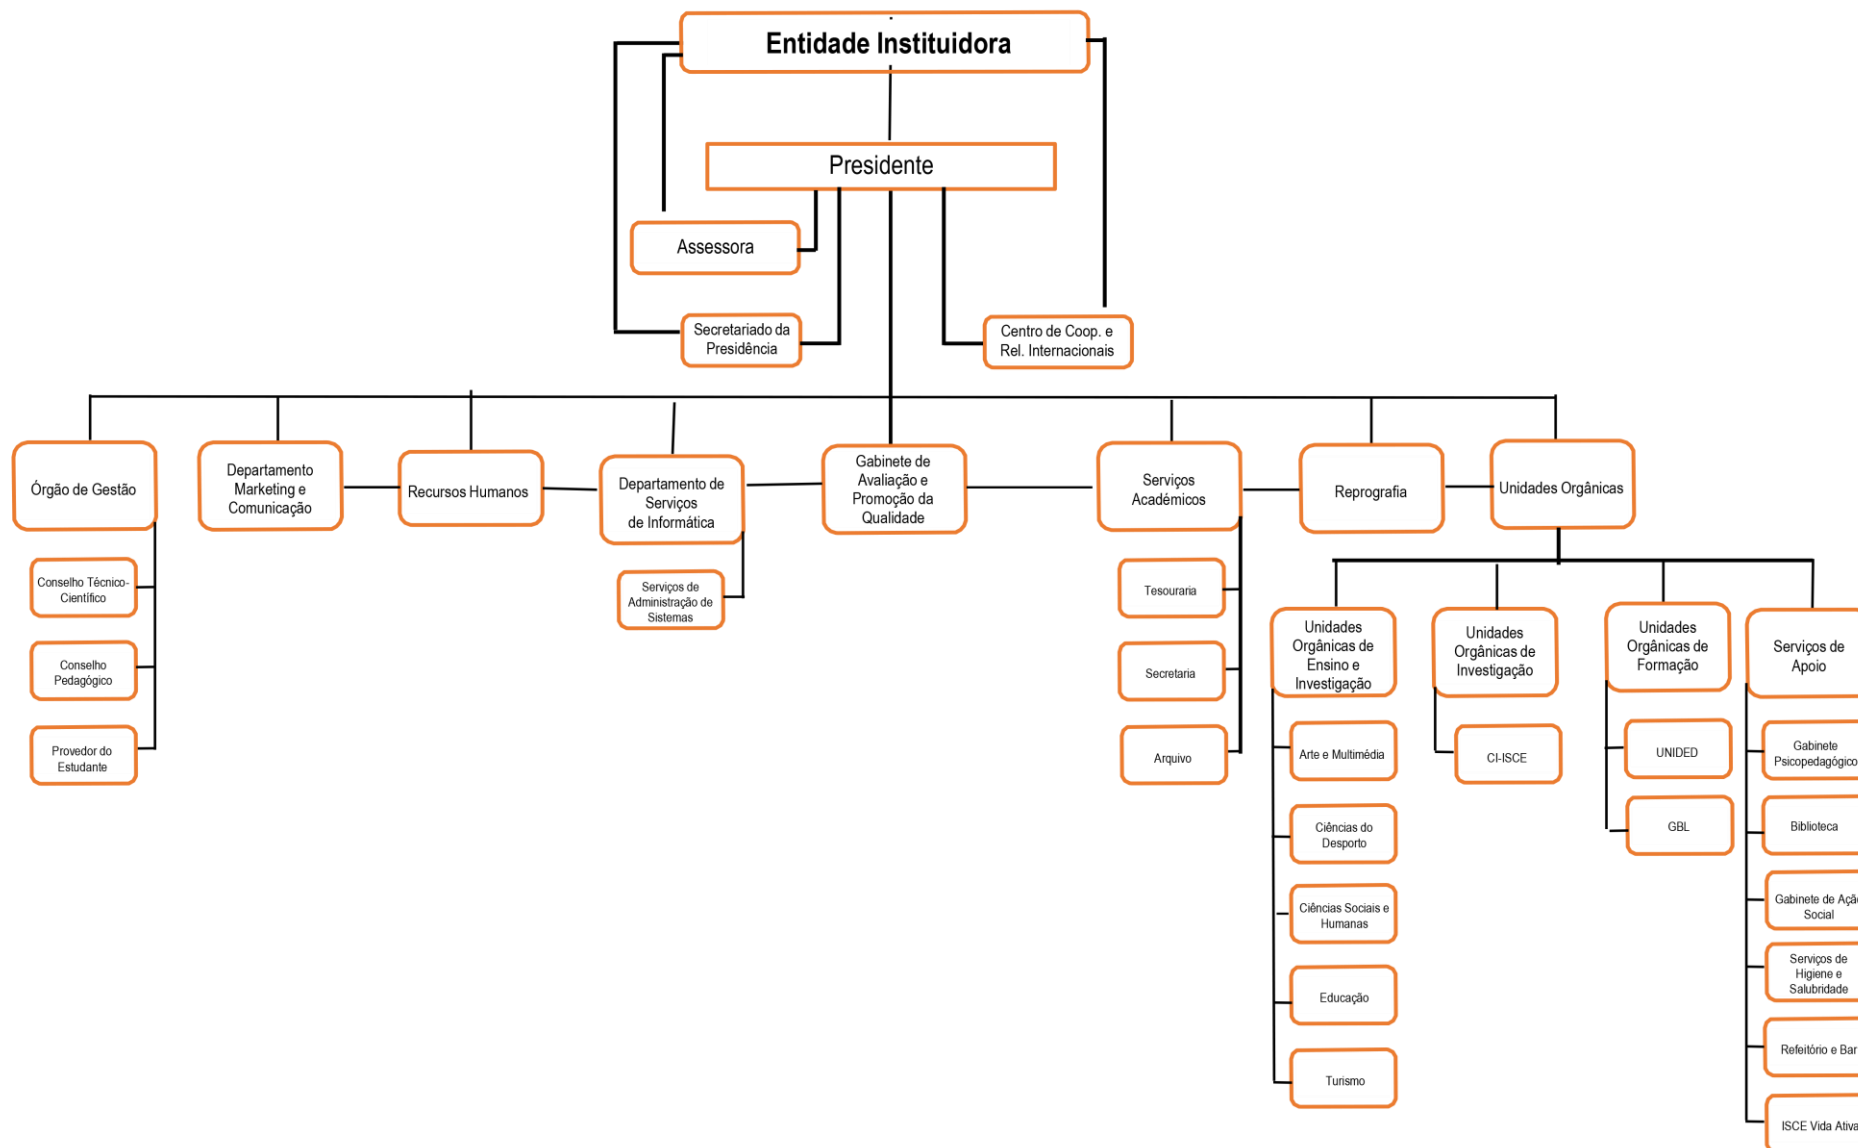 Entidade Instituidora
Presidente
Assessora
Secretariado da
Presidência
Centro de Coop. e
Rel. Internacionais
Órgão de Gestão
Departamento
Marketing e
Comunicação
Recursos Humanos
Departamento de
Serviços
de Informática
Gabinete de
Avaliação e
Promoção da
Qualidade
Serviços
Académicos
Reprografia
Unidades Orgânicas
Conselho Técnico-
Científico
Conselho
Pedagógico
Provedor do
Estudante
Serviços de
Administração de
Sistemas
Tesouraria
Secretaria
Arquivo
Unidades
Orgânicas de
Ensino e
Investigação
Arte e Multimédia
Ciências do
Desporto
Ciências Sociais e
Humanas
Educação
Turismo
Unidades
Orgânicas de
Investigação
CI-ISCE
Unidades
Orgânicas de
Formação
UNIDED
GBL
Serviços de
Apoio
Gabinete
Psicopedagógico
Biblioteca
Gabinete de Ação
Social
Serviços de
Higiene e
Salubridade
Refeitório e Bar
ISCE Vida Ativa